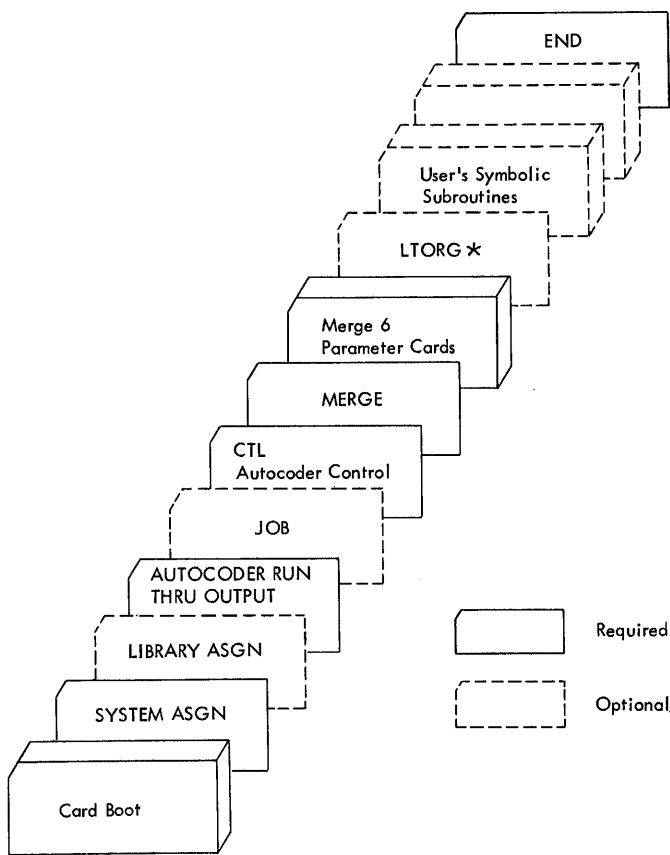 END
User's Symbolic
Subroutines
LTORG *
Merge 6
Parameter Cards
MERGE
CTL
Autocoder Control
JOB
AUTOCODER RUN
THRU OUTPUT
LIBRARY ASGN
SYSTEM ASGN
Card Boot
Required
Optional